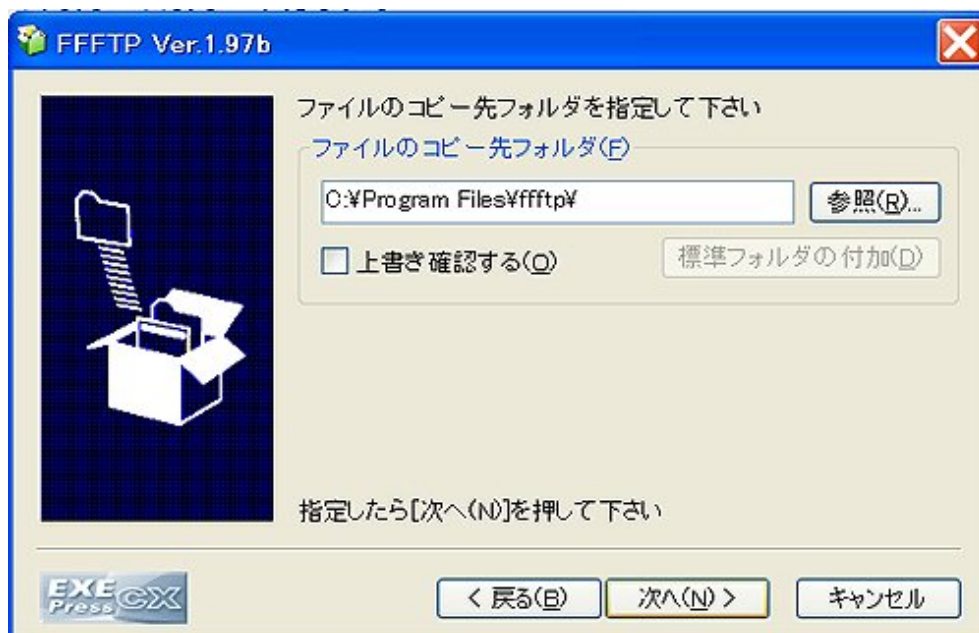 FFFTP Ver.1.97b
ファイルのコピー先フォルダを指定して下さい
ファイルのコピー先フォルダ(F)
C:¥Program Files¥ffftp¥
参照(R)...
上書き確認する(O)
標準フォルダの付加(D)
指定したら[次へ(N)]を押して下さい
EXE
Press CX
< 戻る(B)
次へ(N) >
キャンセル